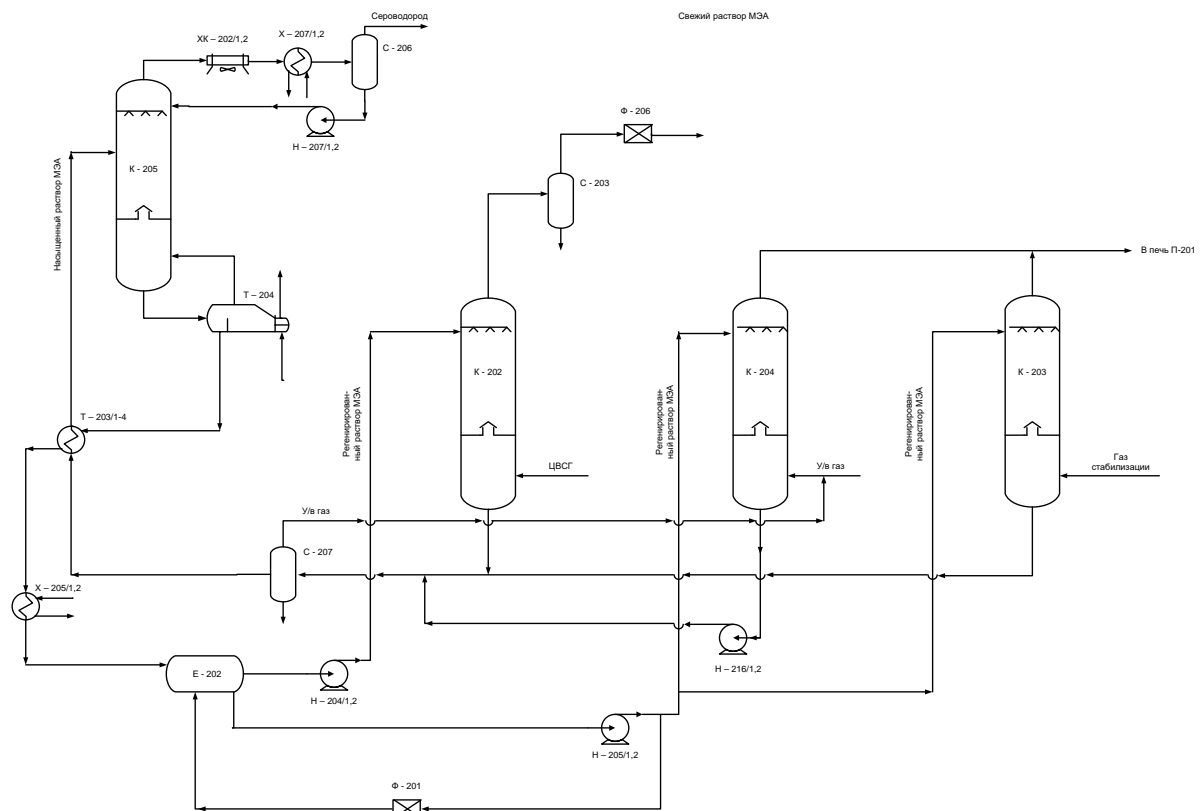 Сероводород
Свежий раствор МЭА
ХК – 202/1,2
Х – 207/1,2
С - 206
Н – 207/1,2
Ф - 206
К - 205
С - 203
Насыщенный раствор МЭА
В печь П-201
Т – 204
Регенирирован-
ный раствор МЭА
К - 202
Регенирирован-
ный раствор МЭА
К - 204
Регенирирован-
ный раствор МЭА
К - 203
Т – 203/1-4
ЦВСГ
У/в газ
Газ
стабилизации
У/в газ
С - 207
Х – 205/1,2
Н – 216/1,2
Е - 202
Н – 204/1,2
Н – 205/1,2
Ф - 201